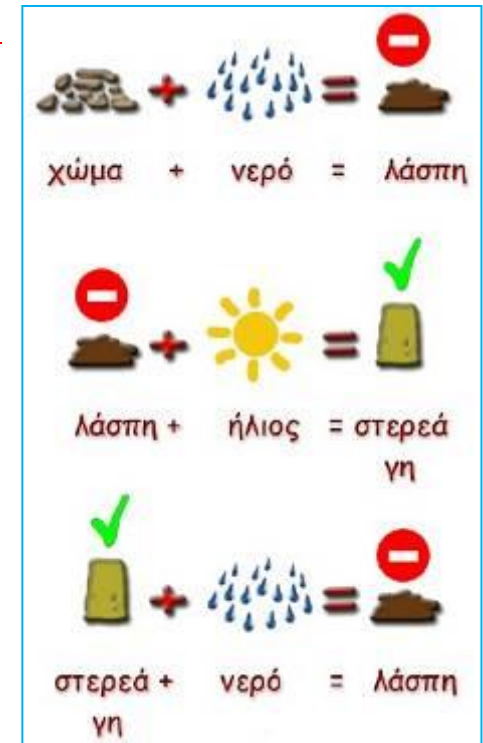 χώμα + νερό = λάσπη
λάσπη + ήλιος = στερεά
γη
στερεά + νερό = λάσπη
γη